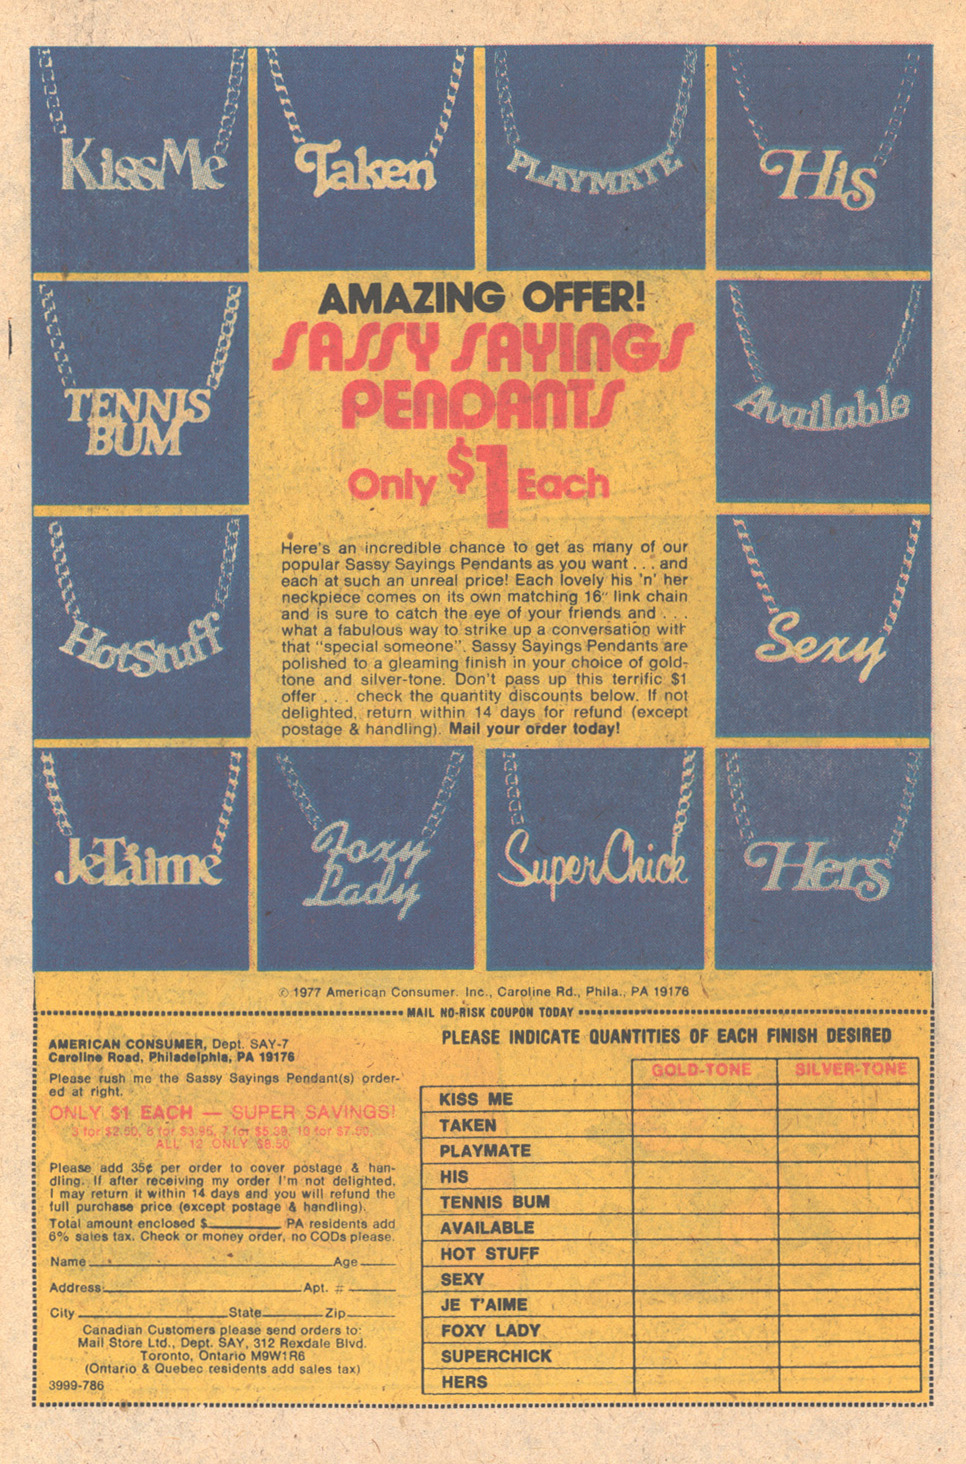 Kiss Me
Taken
PLAYMATE
His
TENNIS
BUM
Available
Hot Stuff
Sexy
Je T'aime
Foxy
Lady
Super Chick
Hers
AMAZING OFFER!
SASSY SAYINGS
PENDANTS
Only $1 Each
Here's an incredible chance to get as many of our
popular Sassy Sayings Pendants as you want . . . and
each at such an unreal price! Each lovely his 'n' her
neckpiece comes on its own matching 16" link chain
and is sure to catch the eye of your friends and . . .
what a fabulous way to strike up a conversation with
that "special someone". Sassy Sayings Pendants are
polished to a gleaming finish in your choice of gold-
tone and silver-tone. Don't pass up this terrific $1
offer . . . check the quantity discounts below. If not
delighted, return within 14 days for refund (except
postage & handling). Mail your order today!
© 1977 American Consumer. Inc., Caroline Rd., Phila., PA 19176
MAIL NO-RISK COUPON TODAY
AMERICAN CONSUMER, Dept. SAY-7
Caroline Road, Philadelphia, PA 19176
Please rush me the Sassy Sayings Pendant(s) order-
ed at right.
ONLY $1 EACH — SUPER SAVINGS!
3 for $2.50, 6 for $3.95, 7 for $5.39, 10 for $7.50,
ALL 12 ONLY $8.50
Please add 35¢ per order to cover postage & han-
dling. If after receiving my order I'm not delighted,
I may return it within 14 days and you will refund the
full purchase price (except postage & handling).
Total amount enclosed $ PA residents add
6% sales tax. Check or money order, no CODs please.
Name Age
Address Apt. #
City State Zip
Canadian Customers please send orders to:
Mail Store Ltd., Dept. SAY, 312 Rexdale Blvd.
Toronto, Ontario M9W1R6
(Ontario & Quebec residents add sales tax)
3999-786
PLEASE INDICATE QUANTITIES OF EACH FINISH DESIRED
GOLD-TONE SILVER-TONE
KISS ME
TAKEN
PLAYMATE
HIS
TENNIS BUM
AVAILABLE
HOT STUFF
SEXY
JE T'AIME
FOXY LADY
SUPERCHICK
HERS